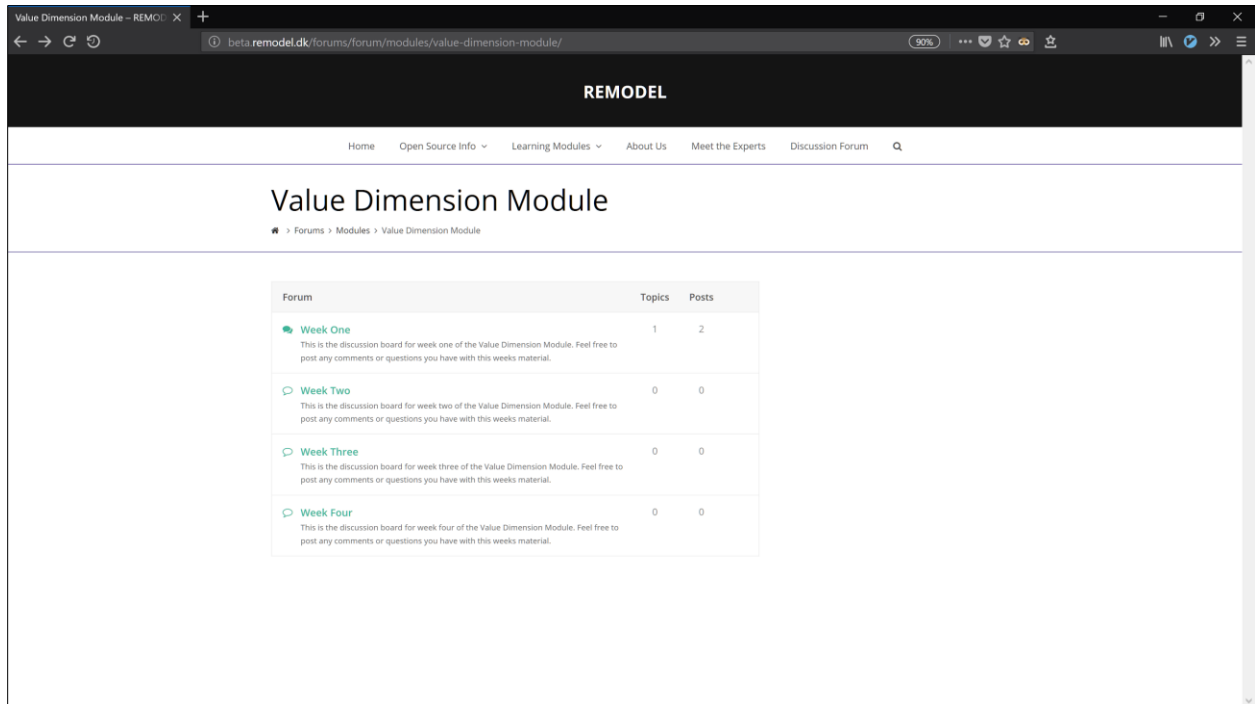 Value Dimension Module – REMOD
beta.remodel.dk/forums/forum/modules/value-dimension-module/
90%
REMODEL
Home Open Source Info Learning Modules About Us Meet the Experts Discussion Forum
Value Dimension Module
> Forums > Modules > Value Dimension Module
Forum Topics Posts
Week One 1 2
This is the discussion board for week one of the Value Dimension Module. Feel free to
post any comments or questions you have with this weeks material.
Week Two 0 0
This is the discussion board for week two of the Value Dimension Module. Feel free to
post any comments or questions you have with this weeks material.
Week Three 0 0
This is the discussion board for week three of the Value Dimension Module. Feel free to
post any comments or questions you have with this weeks material.
Week Four 0 0
This is the discussion board for week four of the Value Dimension Module. Feel free to
post any comments or questions you have with this weeks material.